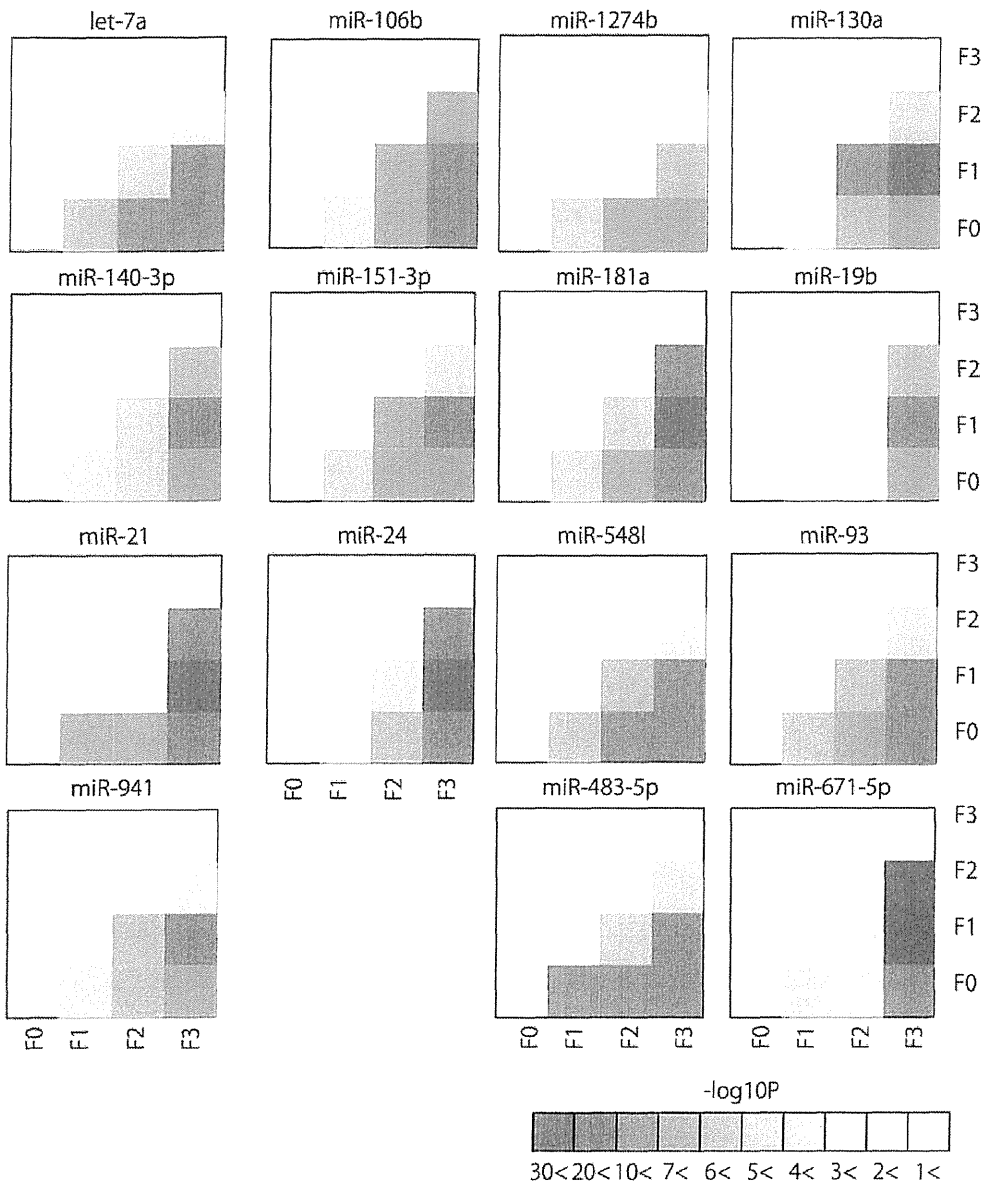 let-7a miR-106b miR-1274b miR-130a
F3
F2
F1
F0
miR-140-3p miR-151-3p miR-181a miR-19b
F3
F2
F1
F0
miR-21 miR-24 miR-548l miR-93
F3
F2
F1
F0
F0 F1 F2 F3
miR-941 miR-483-5p miR-671-5p
F3
F2
F1
F0
F0 F1 F2 F3 F0 F1 F2 F3 F0 F1 F2 F3
-log10P
30< 20< 10< 7< 6< 5< 4< 3< 2< 1<